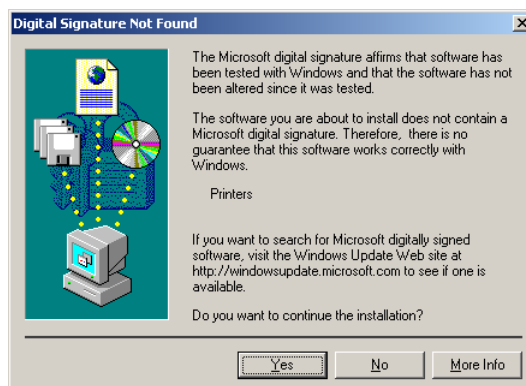 Digital Signature Not Found
The Microsoft digital signature affirms that software has
been tested with Windows and that the software has not
been altered since it was tested.
The software you are about to install does not contain a
Microsoft digital signature. Therefore, there is no
guarantee that this software works correctly with
Windows.
Printers
If you want to search for Microsoft digitally signed
software, visit the Windows Update Web site at
http://windowsupdate.microsoft.com to see if one is
available.
Do you want to continue the installation?
Yes No More Info